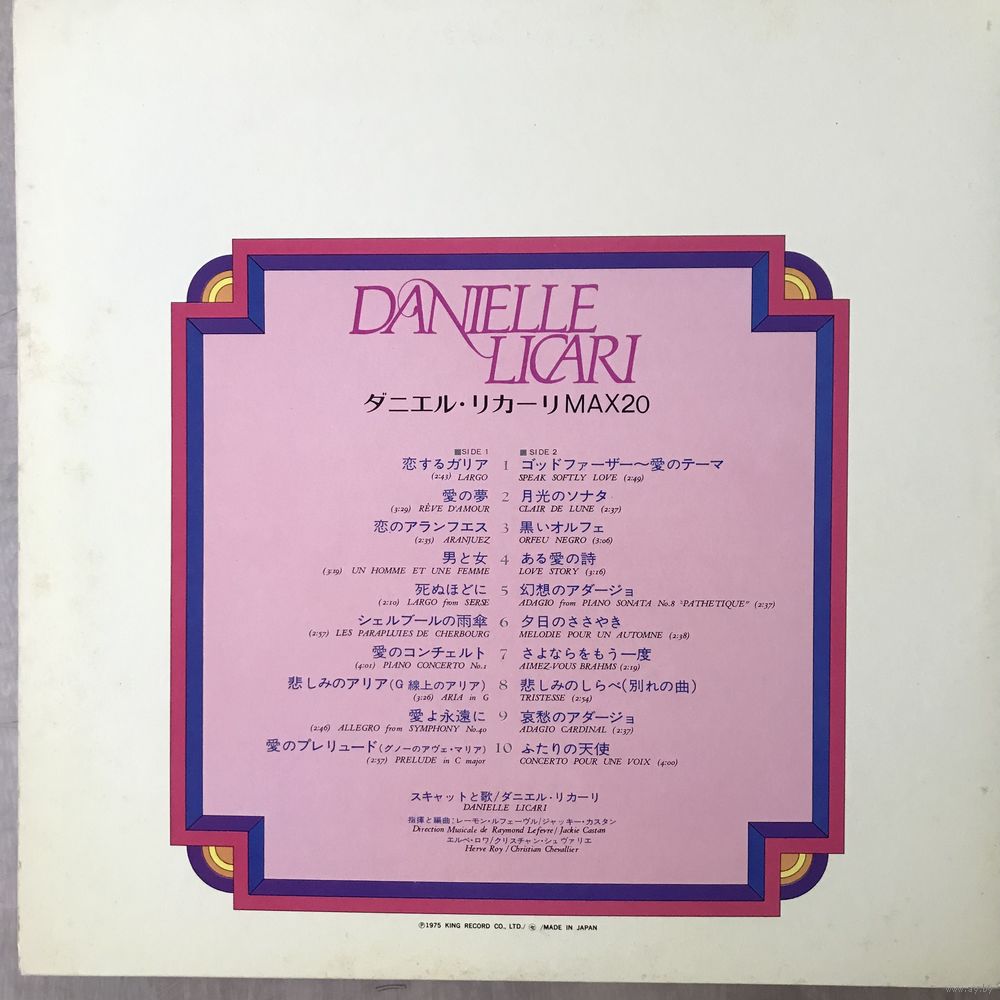 DANIELLE
LICARI
ダニエル・リカーリMAX20
■SIDE 1
恋するガリア 1
(2:43) LARGO
愛の夢 2
(3:29) RÊVE D'AMOUR
恋のアランフエス 3
(2:35) ARANJUEZ
男と女 4
(3:19) UN HOMME ET UNE FEMME
死ぬほどに 5
(2:10) LARGO from SERSE
シェルブールの雨傘 6
(2:57) LES PARAPLUIES DE CHERBOURG
愛のコンチェルト 7
(4:01) PIANO CONCERTO No.1
悲しみのアリア(G線上のアリア) 8
(3:26) ARIA in G
愛よ永遠に 9
(2:46) ALLEGRO from SYMPHONY No.40
愛のプレリュード(グノーのアヴェ・マリア) 10
(2:57) PRELUDE in C major
■ SIDE 2
ゴッドファーザー〜愛のテーマ
SPEAK SOFTLY LOVE (2:49)
月光のソナタ
CLAIR DE LUNE (2:37)
黒いオルフェ
ORFEU NEGRO (3:06)
ある愛の詩
LOVE STORY (3:16)
幻想のアダージョ
ADAGIO from PIANO SONATA No.8 "PATHETIQUE" (2:37)
夕日のささやき
MELODIE POUR UN AUTOMNE (2:38)
さよならをもう一度
AIMEZ-VOUS BRAHMS (2:19)
悲しみのしらべ(別れの曲)
TRISTESSE (2:54)
哀愁のアダージョ
ADAGIO CARDINAL (2:37)
ふたりの天使
CONCERTO POUR UNE VOIX (4:00)
スキャットと歌/ダニエル・リカーリ
DANIELLE LICARI
指揮と編曲:レーモン・ルフェーヴル/ジャッキー・カスタン
Direction Musicale de Raymond Lefevre/ Jackie Castan
エルベ・ロワ/クリスチャン・シュヴァリエ
Herve Roy / Christian Chevallier
Ⓟ1975 KING RECORD CO., LTD./ /MADE IN JAPAN
www.ay.by